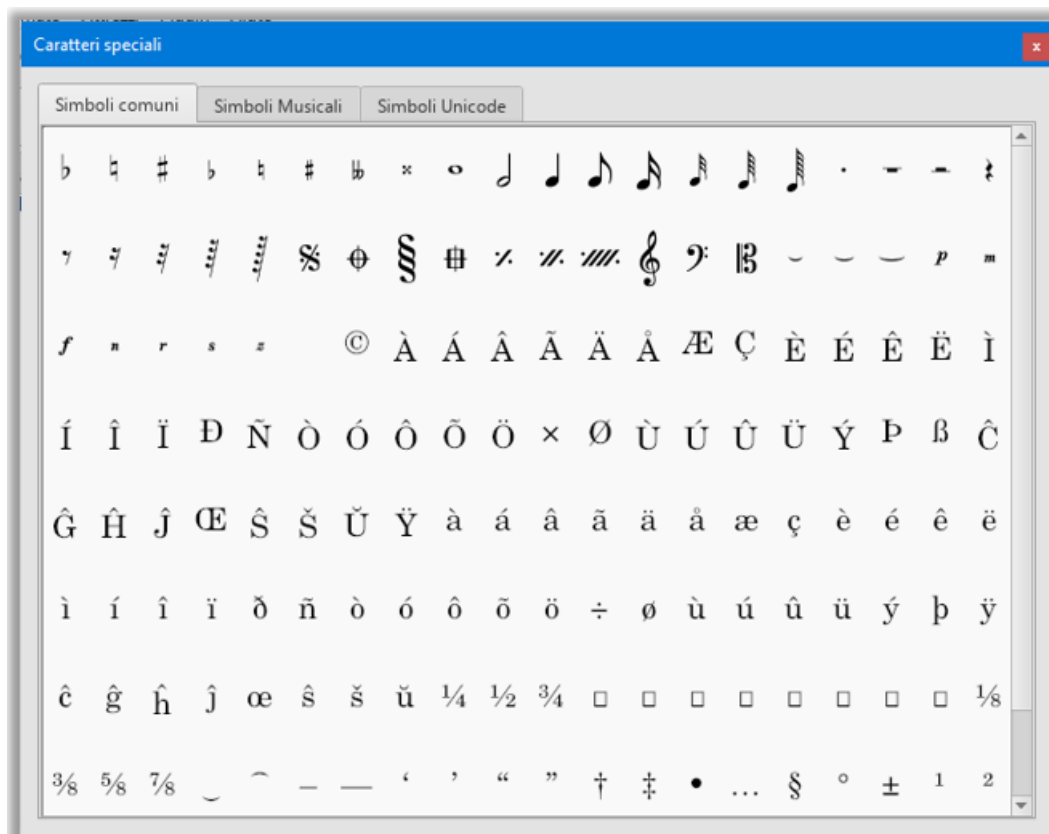 Caratteri speciali x
Simboli comuni Simboli Musicali Simboli Unicode
♭ ♮ ♯ ♭ ♮ ♯ 𝄫 𝄪 𝅝 𝅗𝅥 𝅘𝅥 𝅘𝅥𝅮 𝅘𝅥𝅯 𝅘𝅥𝅰 𝅘𝅥𝅱 𝅘𝅥𝅲 · 𝄻 𝄼 𝄽
𝄾 𝄿 𝅀 𝅁 𝅂 𝄋 𝄌 § 𝄞 𝄢 𝄡 p m
f n r s z © À Á Â Ã Ä Å Æ Ç È É Ê Ë Ì
Í Î Ï Ð Ñ Ò Ó Ô Õ Ö × Ø Ù Ú Û Ü Ý Þ ß Ĉ
Ĝ Ĥ Ĵ Œ Ŝ Š Ŭ Ÿ à á â ã ä å æ ç è é ê ë
ì í î ï ð ñ ò ó ô õ ö ÷ ø ù ú û ü ý þ ÿ
ĉ ĝ ĥ ĵ œ ŝ š ŭ ¼ ½ ¾ □ □ □ □ □ □ □ □ ⅛
⅜ ⅝ ⅞ ‿ ⁀ – — ‘ ’ “ ” † ‡ • … § ° ± ¹ ²